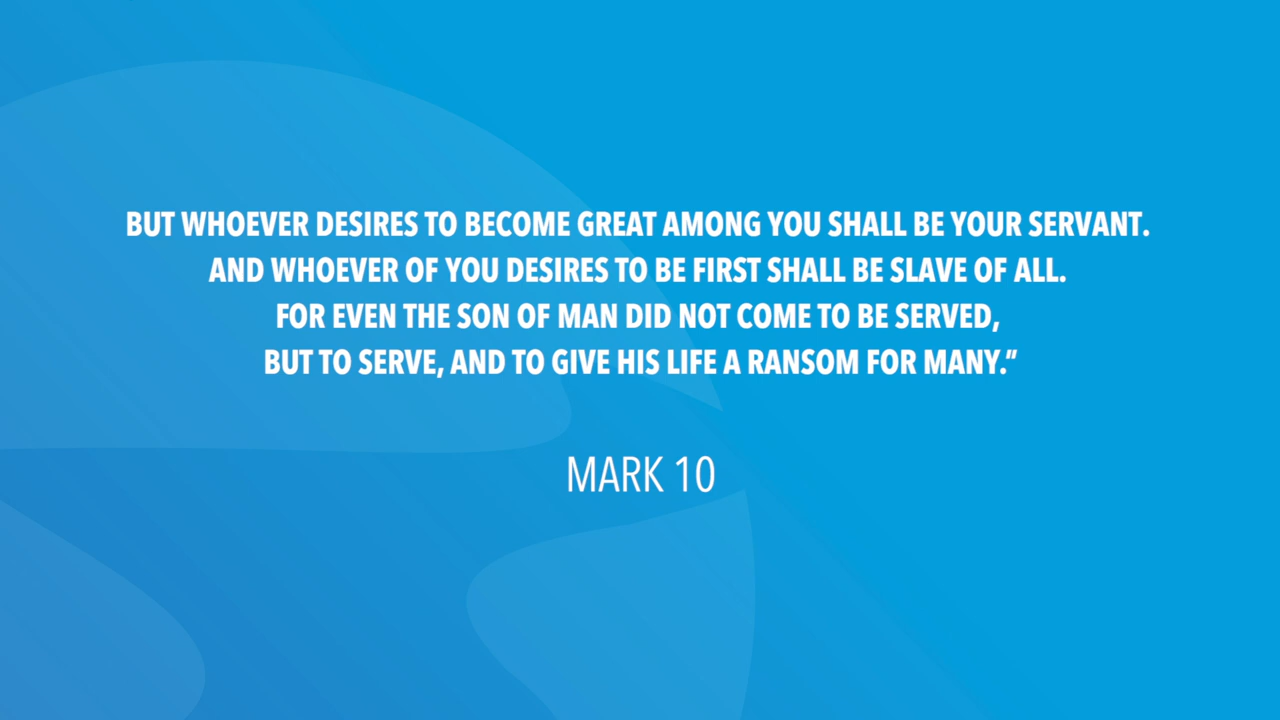 BUT WHOEVER DESIRES TO BECOME GREAT AMONG YOU SHALL BE YOUR SERVANT.
AND WHOEVER OF YOU DESIRES TO BE FIRST SHALL BE SLAVE OF ALL.
FOR EVEN THE SON OF MAN DID NOT COME TO BE SERVED,
BUT TO SERVE, AND TO GIVE HIS LIFE A RANSOM FOR MANY.”
MARK 10